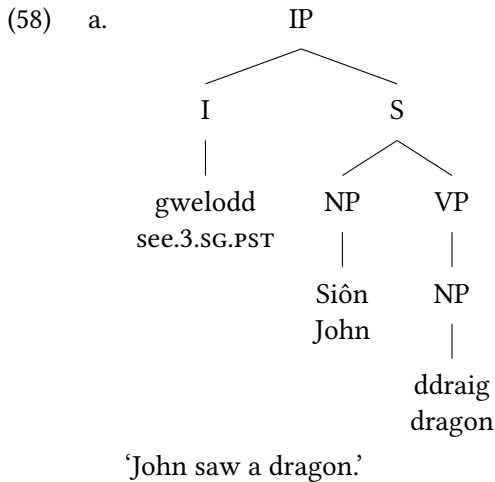 (58) a. IP
I S
gwelodd NP VP
see.3.SG.PST
Siôn NP
John
ddraig
dragon
‘John saw a dragon.’